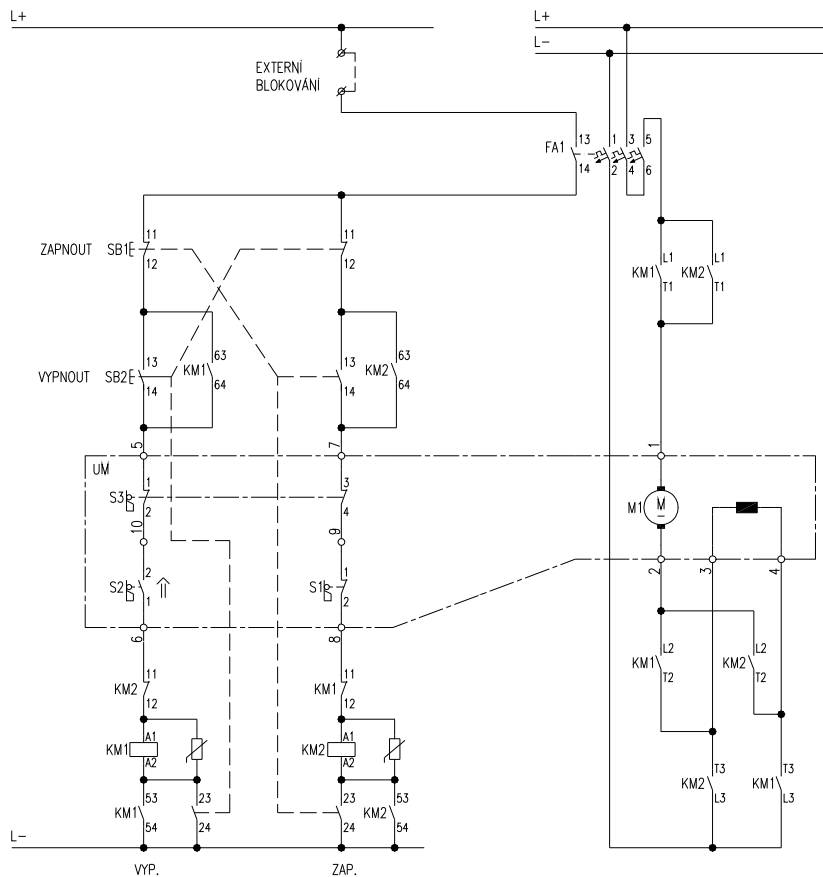 L+
L+
L-
EXTERNÍ
BLOKOVÁNÍ
FA1
13
14
1
3
5
2
4
6
ZAPNOUT SB1
11
12
11
12
KM1
L1
T1
KM2
L1
T1
VYPNOUT SB2
13
14
KM1
63
64
13
14
KM2
63
64
5
7
1
UM
S3
1
2
3
4
M1
M
10
9
2
3
4
S2
2
1
S1
1
2
6
8
KM1
L2
T2
KM2
L2
T2
KM2
11
12
KM1
11
12
KM1
A1
A2
KM2
A1
A2
KM2
T3
L3
KM1
T3
L3
KM1
53
54
23
24
23
24
KM2
53
54
L-
VYP.
ZAP.